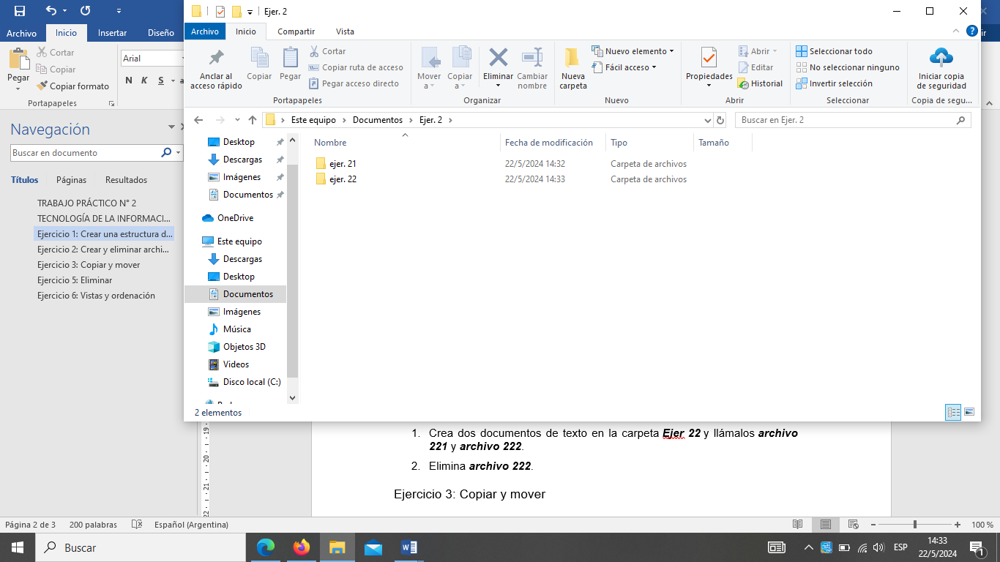 Ejer. 2
Archivo Inicio Insertar Diseño
Archivo Inicio Compartir Vista
Pegar
Cortar
Copiar
Copiar formato
Portapapeles
Arial
N K S
Anclar al acceso rápido
Copiar
Pegar
Cortar
Copiar ruta de acceso
Pegar acceso directo
Portapapeles
Mover a
Copiar a
Eliminar
Cambiar nombre
Organizar
Nueva carpeta
Nuevo elemento
Fácil acceso
Nuevo
Propiedades
Abrir
Editar
Historial
Abrir
Seleccionar todo
No seleccionar ninguno
Invertir selección
Seleccionar
Iniciar copia de seguridad
Copia de segu...
Este equipo > Documentos > Ejer. 2 >
Buscar en Ejer. 2
Navegación
Buscar en documento
Títulos Páginas Resultados
TRABAJO PRÁCTICO N° 2
TECNOLOGÍA DE LA INFORMACI...
Ejercicio 1: Crear una estructura d...
Ejercicio 2: Crear y eliminar archi...
Ejercicio 3: Copiar y mover
Ejercicio 5: Eliminar
Ejercicio 6: Vistas y ordenación
Desktop
Descargas
Imágenes
Documentos
OneDrive
Este equipo
Descargas
Desktop
Documentos
Imágenes
Música
Objetos 3D
Videos
Disco local (C:)
Nombre Fecha de modificación Tipo Tamaño
ejer. 21 22/5/2024 14:32 Carpeta de archivos
ejer. 22 22/5/2024 14:33 Carpeta de archivos
2 elementos
1. Crea dos documentos de texto en la carpeta Ejer 22 y llámalos archivo
221 y archivo 222.
2. Elimina archivo 222.
Ejercicio 3: Copiar y mover
19
20
21
22
Página 2 de 3 200 palabras Español (Argentina) 100 %
Buscar
ESP
14:33
22/5/2024
1